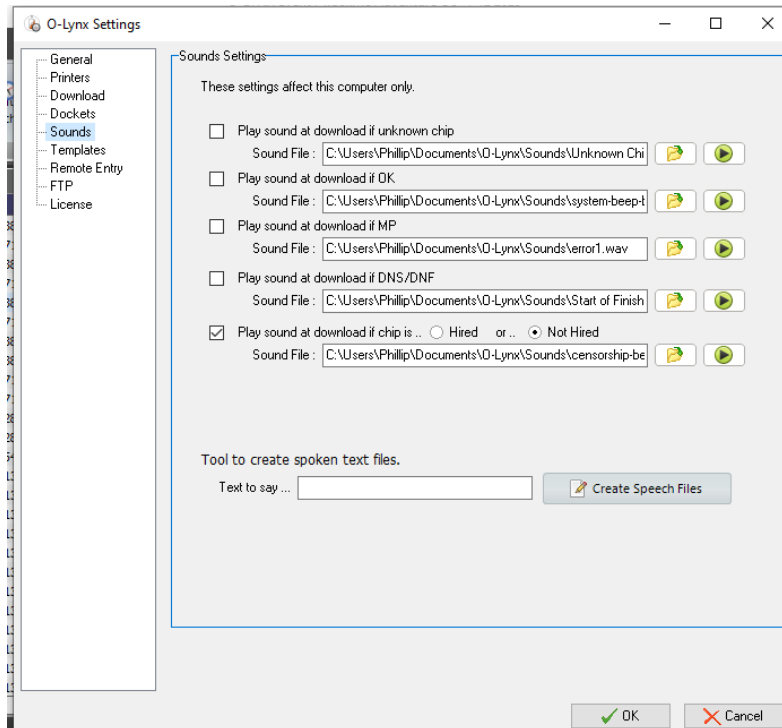 O-Lynx Settings
General
Printers
Download
Dockets
Sounds
Templates
Remote Entry
FTP
License
Sounds Settings
These settings affect this computer only.
Play sound at download if unknown chip
Sound File : C:\Users\Phillip\Documents\O-Lynx\Sounds\Unknown Chi
Play sound at download if OK
Sound File : C:\Users\Phillip\Documents\O-Lynx\Sounds\system-beep-t
Play sound at download if MP
Sound File : C:\Users\Phillip\Documents\O-Lynx\Sounds\error1.wav
Play sound at download if DNS/DNF
Sound File : C:\Users\Phillip\Documents\O-Lynx\Sounds\Start of Finish
Play sound at download if chip is .. Hired or .. Not Hired
Sound File : C:\Users\Phillip\Documents\O-Lynx\Sounds\censorship-be
Tool to create spoken text files.
Text to say ... Create Speech Files
OK Cancel